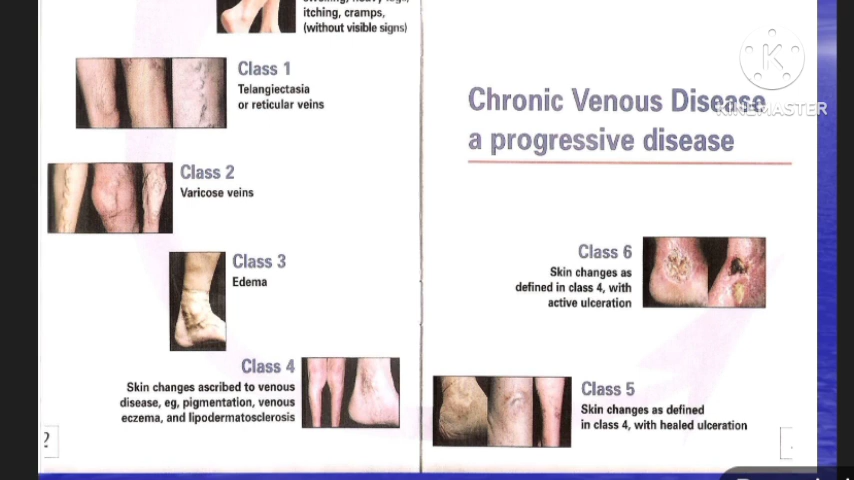 itching, cramps,
(without visible signs)
Class 1
Telangiectasia
or reticular veins
Class 2
Varicose veins
Class 3
Edema
Class 4
Skin changes ascribed to venous
disease, eg, pigmentation, venous
eczema, and lipodermatosclerosis
2
K
KINEMASTER
Chronic Venous Disease
a progressive disease
Class 6
Skin changes as
defined in class 4, with
active ulceration
Class 5
Skin changes as defined
in class 4, with healed ulceration